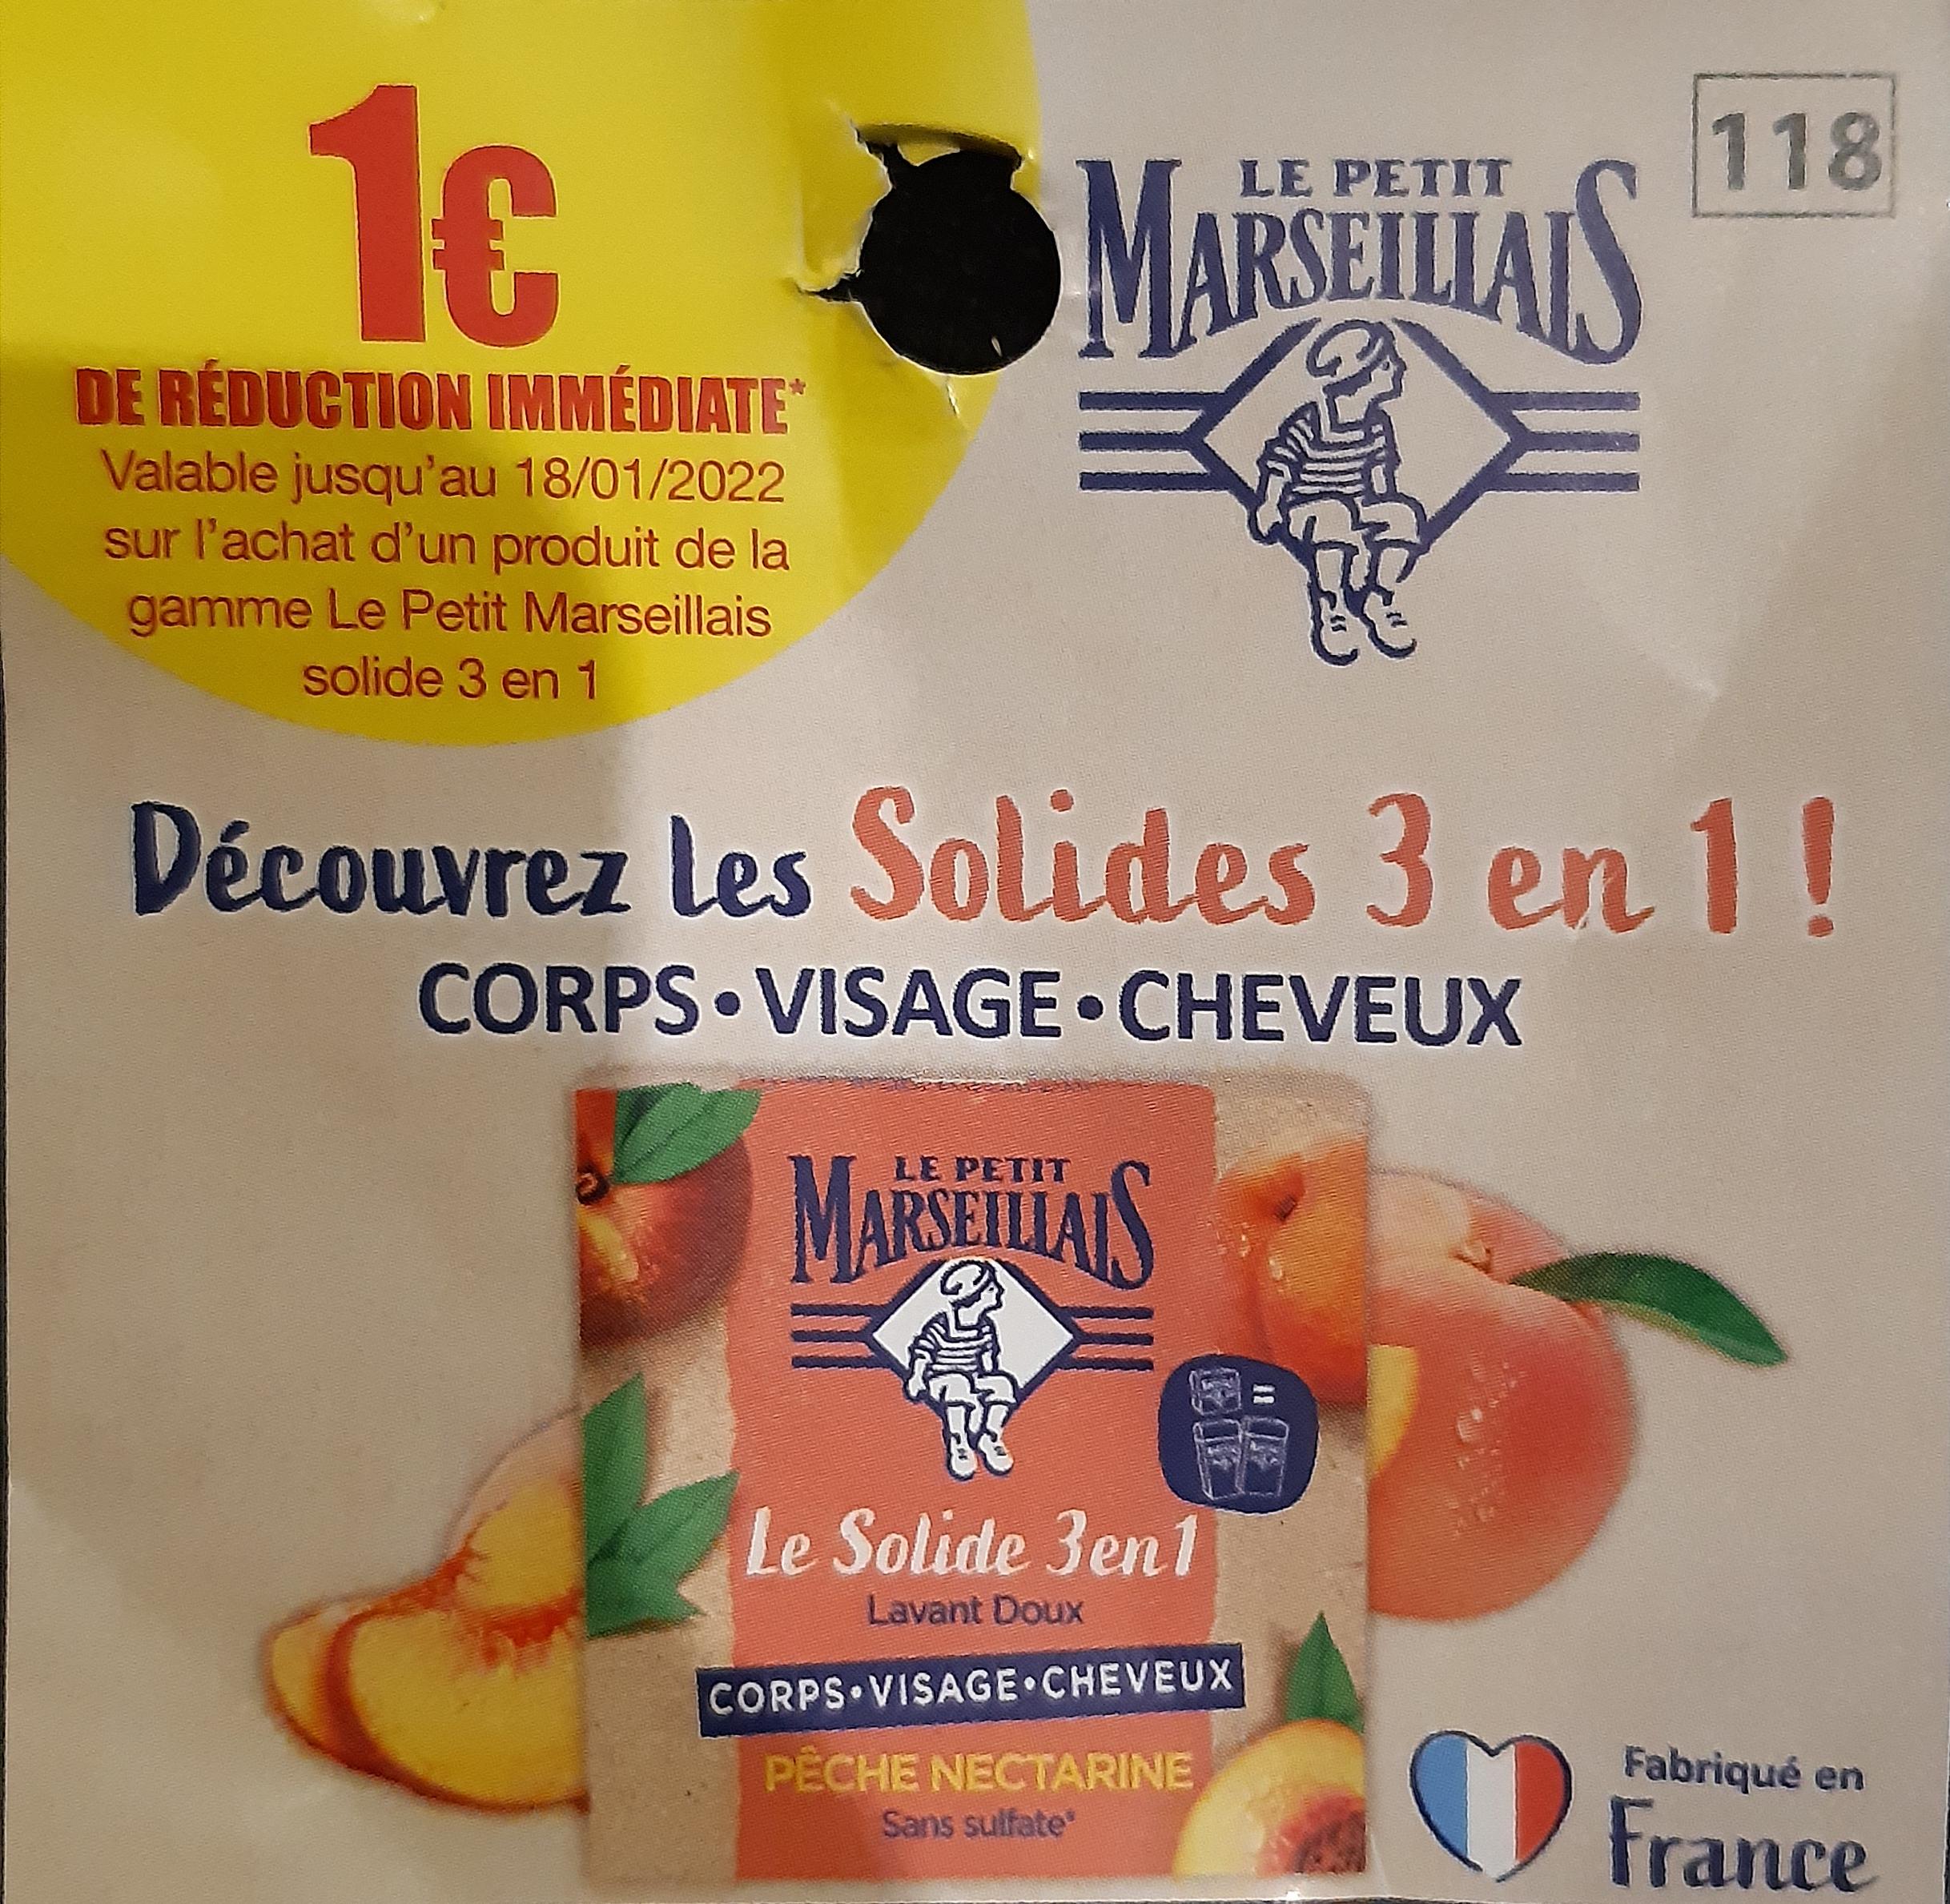 1€
DE RÉDUCTION IMMÉDIATE*
Valable jusqu'au 18/01/2022
sur l'achat d'un produit de la
gamme Le Petit Marseillais
solide 3 en 1
118
LE PETIT
MARSEILLAIS
Découvrez les Solides 3 en 1 !
CORPS•VISAGE•CHEVEUX
LE PETIT
MARSEILLAIS
=
Le Solide 3en1
Lavant Doux
CORPS•VISAGE•CHEVEUX
PÊCHE NECTARINE
Sans sulfate*
Fabriqué en
France